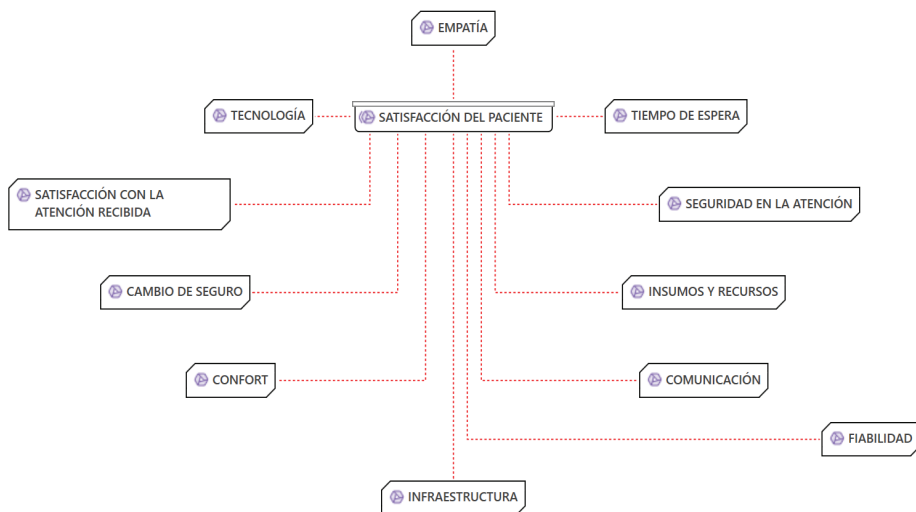 EMPATÍA
TECNOLOGÍA
SATISFACCIÓN DEL PACIENTE
TIEMPO DE ESPERA
SATISFACCIÓN CON LA
ATENCIÓN RECIBIDA
SEGURIDAD EN LA ATENCIÓN
CAMBIO DE SEGURO
INSUMOS Y RECURSOS
CONFORT
COMUNICACIÓN
FIABILIDAD
INFRAESTRUCTURA